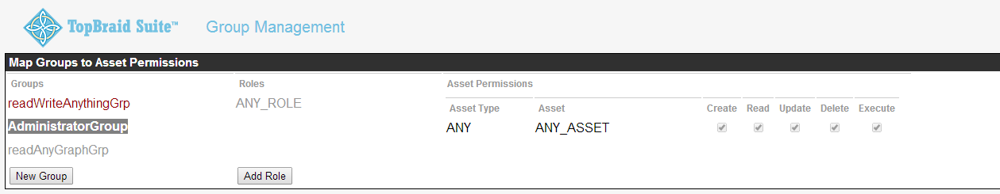 TopBraid Suite™ Group Management
Map Groups to Asset Permissions
Groups Roles Asset Permissions
readWriteAnythingGrp ANY_ROLE
Asset Type Asset Create Read Update Delete Execute
AdministratorGroup ANY ANY_ASSET
readAnyGraphGrp
New Group Add Role